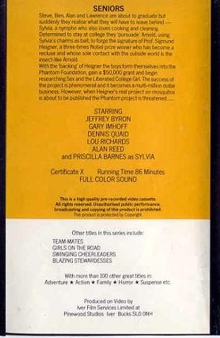 SENIORS
Steve, Ben, Alan and Lawrence are about to graduate but
suddenly they realise what they will have to leave behind —
Sylvia, a nymph who also loves cooking and cleaning.
Determined to stay at college they 'persuade' Arnold, using
Sylvia's charms as bait, to forge the signature of Prof. Sigmund
Heigner, a three times Nobel prize winner who has become a
recluse and whose sole contact with the outside world is the
insect-like Arnold.
With the 'backing' of Heigner the boys form themselves into the
Phantom Foundation, gain a $50,000 grant and begin
researching Sex and the Liberated College Girl. The success of
the project is phenomenal and it becomes a multi-million dollar
business. However, when Heigner's real project on mosquitos
is about to be published the Phantom project is threatened
STARRING
JEFFREY BYRON
GARY IMHOFF
DENNIS QUAID
LOU RICHARDS
ALAN REED
and PRISCILLA BARNES as SYLVIA
Certificate X Running Time 86 Minutes
FULL COLOR SOUND
This is a high quality pre-recorded video cassette.
All rights reserved. Unauthorised public performance,
broadcasting and copying of this product is prohibited.
The product is protected by Copyright.
Other titles in this series include:
TEAM-MATES
GIRLS ON THE ROAD
SWINGING CHEERLEADERS
BLAZING STEWARDESSES
With more than 100 other great titles in:
Adventure ★ Action ★ Family ★ Horror ★ Suspense etc.
Produced on Video by
Iver Film Services Limited at
Pinewood Studios Iver Bucks SL0 0NH